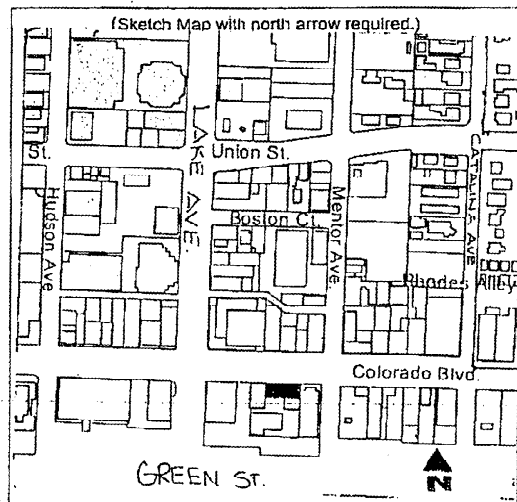 (Sketch Map with north arrow required.)
LAKE AVE.
St.
Union St.
CATALINA AVE
Hudson Ave
Boston Ct.
Mentor Ave
Rhodes Alley
Colorado Blvd.
GREEN ST.
N